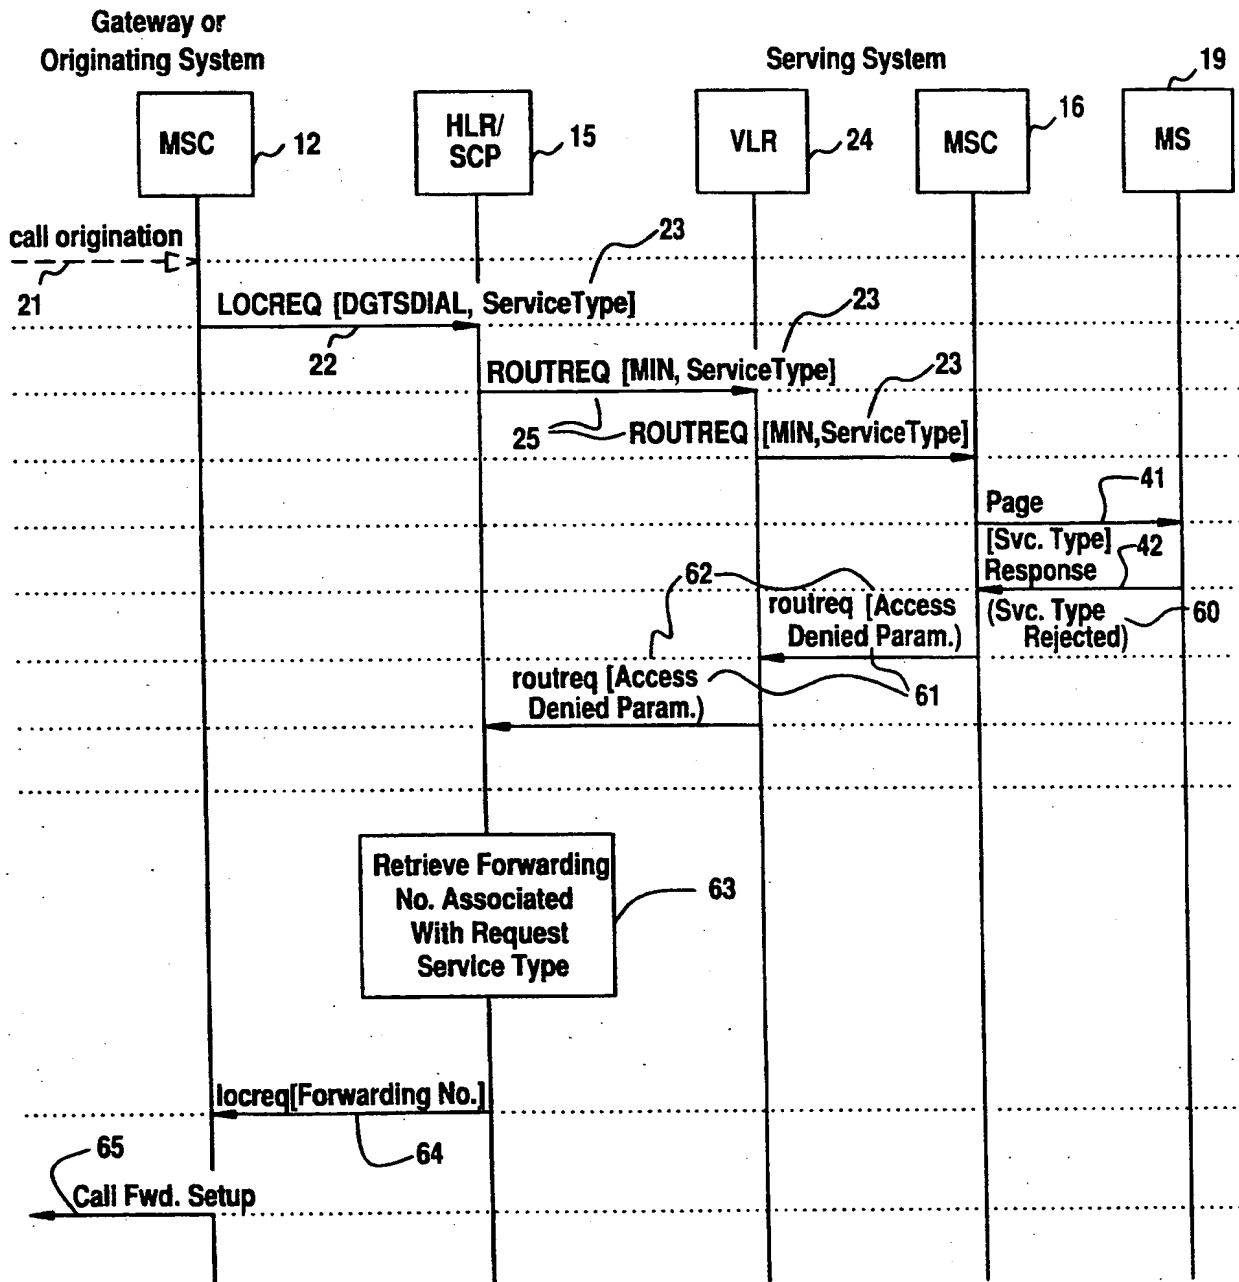 Gateway or
Originating System
Serving System
19
MSC
12
HLR/
SCP
15
VLR
24
MSC
16
MS
call origination
21
23
LOCREQ [DGTSDIAL, ServiceType]
22
23
ROUTREQ [MIN, ServiceType]
23
25
ROUTREQ [MIN,ServiceType]
41
Page
[Svc. Type]
42
Response
62
routreq [Access
Denied Param.)
(Svc. Type
Rejected)
60
routreq [Access
Denied Param.)
61
Retrieve Forwarding
No. Associated
With Request
Service Type
63
locreq[Forwarding No.]
64
65
Call Fwd. Setup